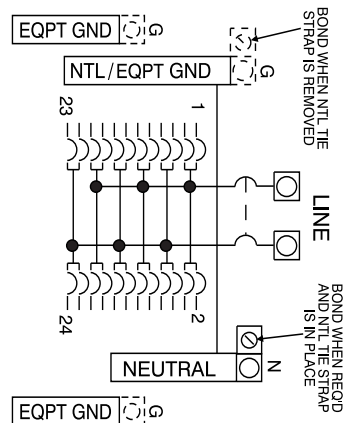 EQPT GND
G
BOND WHEN NTL TIE
STRAP IS REMOVED
NTL/EQPT GND
G
23
1
LINE
24
2
BOND WHEN REQ'D
AND NTL TIE STRAP
IS IN PLACE
NEUTRAL
N
EQPT GND
G